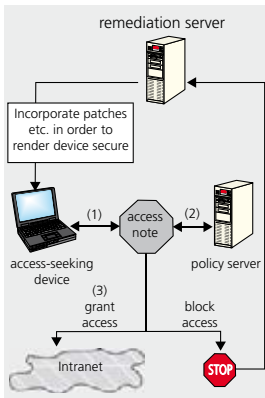 remediation server
Incorporate patches
etc. in order to
render device secure
(1)
access
note
(2)
access-seeking
device
policy server
(3)
grant
access
block
access
Intranet
STOP